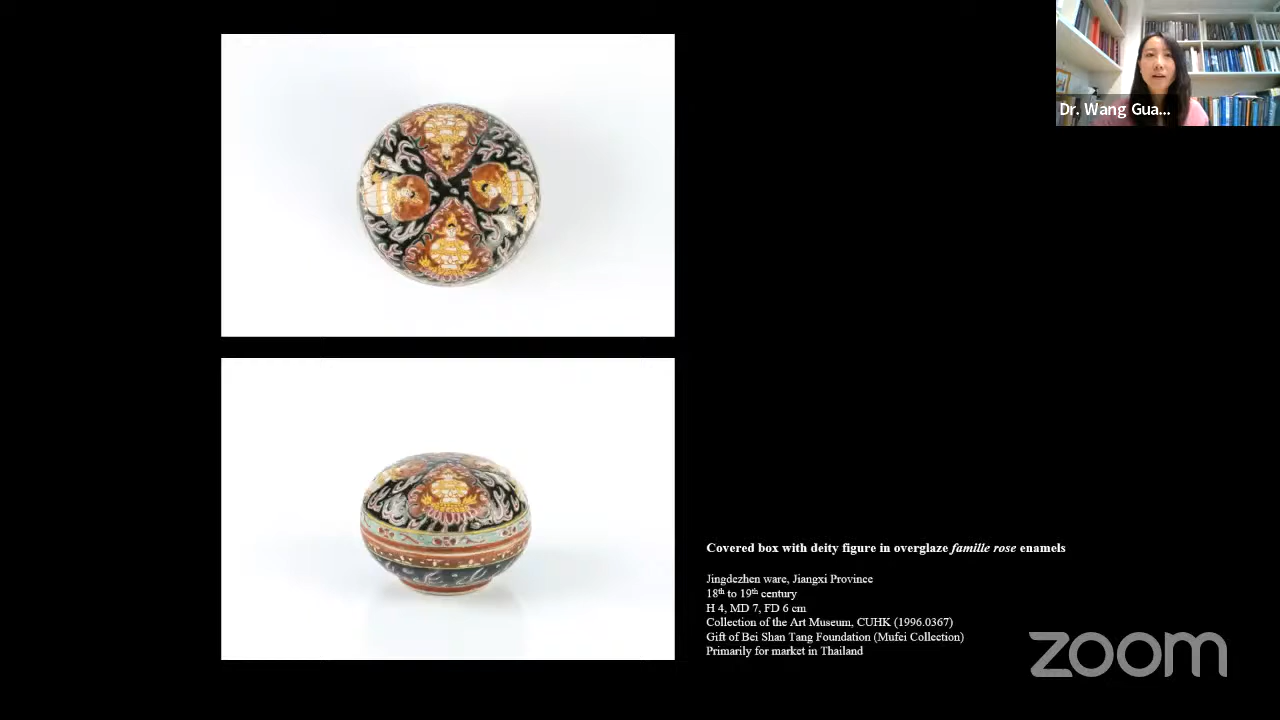 Dr. Wang Gua...
Covered box with deity figure in overglaze famille rose enamels
Jingdezhen ware, Jiangxi Province
18th to 19th century
H 4, MD 7, FD 6 cm
Collection of the Art Museum, CUHK (1996.0367)
Gift of Bei Shan Tang Foundation (Mufei Collection)
Primarily for market in Thailand
zoom